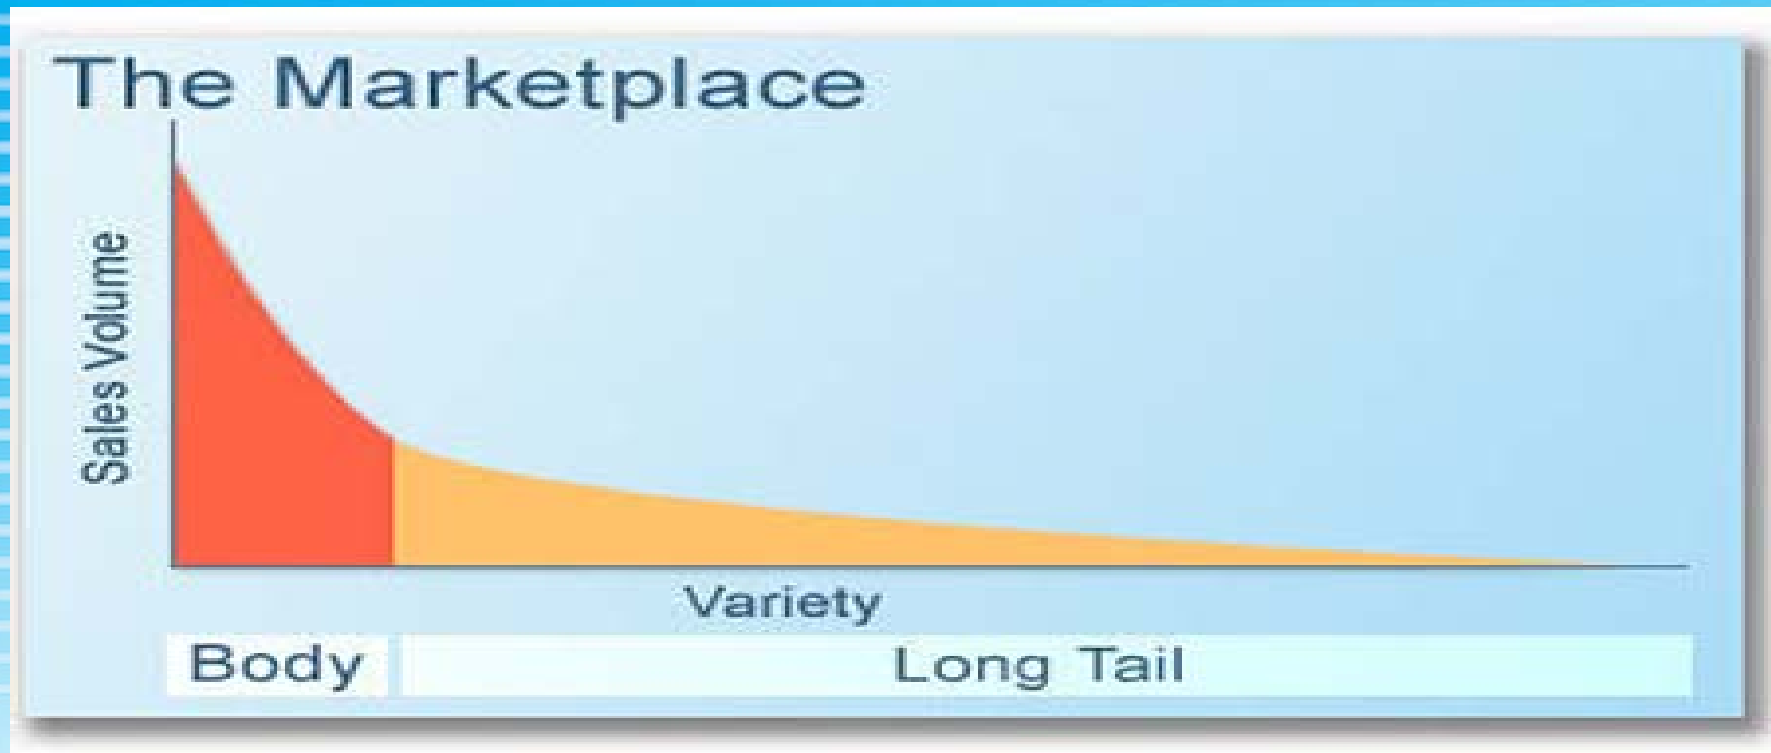 The Marketplace
Sales Volume
Variety
Body
Long Tail